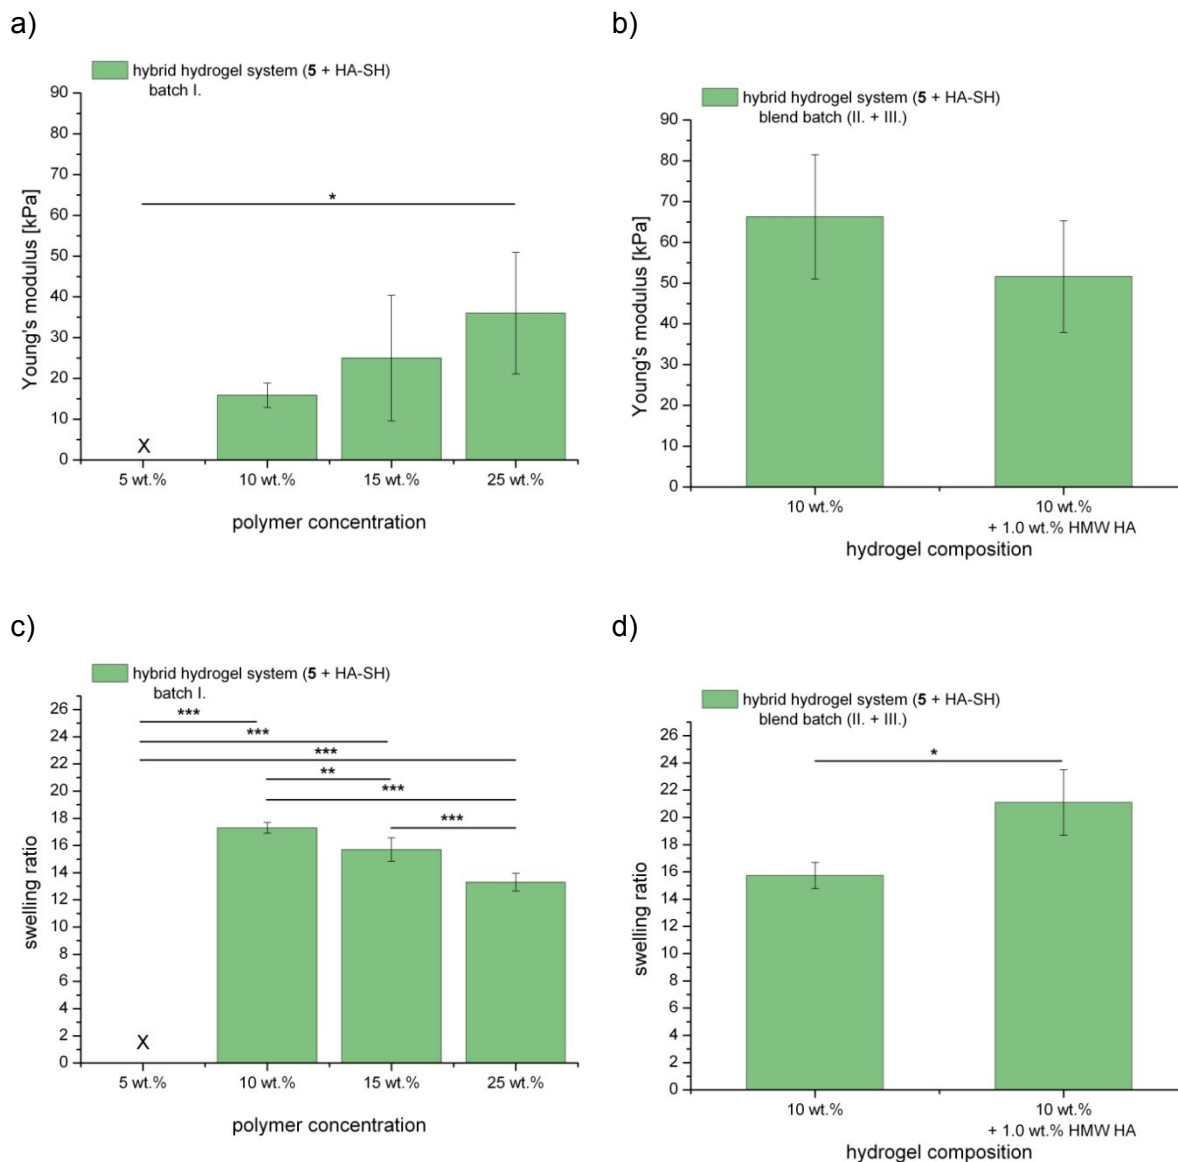 a)
hybrid hydrogel system (5 + HA-SH)
batch I.
90
80
70
60
50
40
30
20
10
0
Young's modulus [kPa]
*
X
5 wt.% 10 wt.% 15 wt.% 25 wt.%
polymer concentration
b)
hybrid hydrogel system (5 + HA-SH)
blend batch (II. + III.)
90
80
70
60
50
40
30
20
10
0
Young's modulus [kPa]
10 wt.% 10 wt.%
+ 1.0 wt.% HMW HA
hydrogel composition
c)
hybrid hydrogel system (5 + HA-SH)
batch I.
26
24
22
20
18
16
14
12
10
8
6
4
2
0
swelling ratio
***
***
***
**
***
***
X
5 wt.% 10 wt.% 15 wt.% 25 wt.%
polymer concentration
d)
hybrid hydrogel system (5 + HA-SH)
blend batch (II. + III.)
26
24
22
20
18
16
14
12
10
8
6
4
2
0
swelling ratio
*
10 wt.% 10 wt.%
+ 1.0 wt.% HMW HA
hydrogel composition